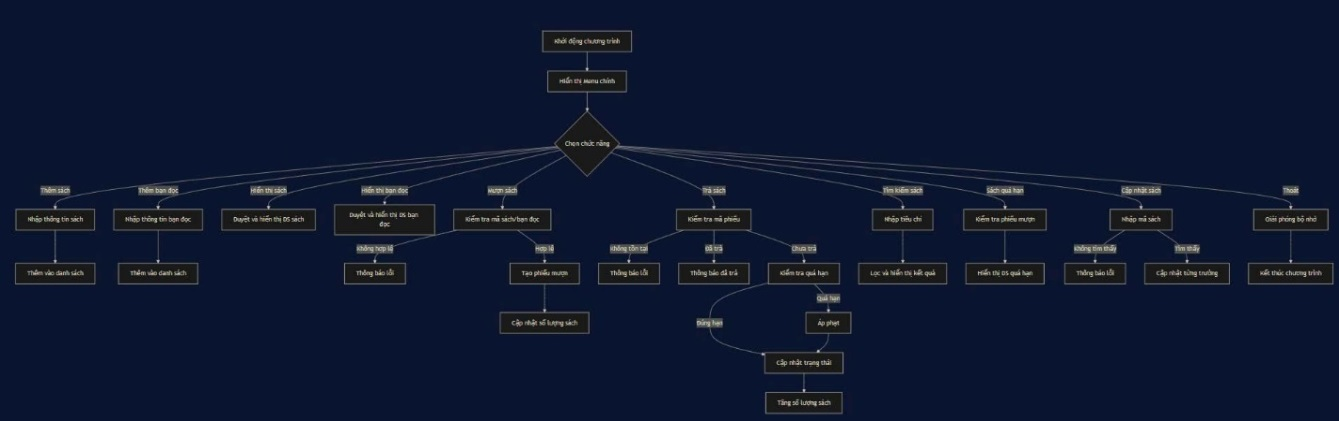 Khởi động chương trình
Hiển thị Menu chính
Chọn chức năng
Thêm sách
Thêm bạn đọc
Hiển thị sách
Hiển thị bạn đọc
Mượn sách
Trả sách
Tìm kiếm sách
Sách quá hạn
Cập nhật sách
Thoát
Nhập thông tin sách
Nhập thông tin bạn đọc
Duyệt và hiển thị DS sách
Duyệt và hiển thị DS bạn
đọc
Kiểm tra mã sách/bạn đọc
Kiểm tra mã phiếu
Nhập tiêu chí
Kiểm tra phiếu mượn
Nhập mã sách
Giải phóng bộ nhớ
Không hợp lệ
Hợp lệ
Không tồn tại
Đã trả
Chưa trả
Không tìm thấy
Tìm thấy
Thêm vào danh sách
Thêm vào danh sách
Thông báo lỗi
Tạo phiếu mượn
Thông báo lỗi
Thông báo đã trả
Kiểm tra quá hạn
Lọc và hiển thị kết quả
Hiển thị DS quá hạn
Thông báo lỗi
Cập nhật từng trường
Kết thúc chương trình
Quá hạn
Cập nhật số lượng sách
Đúng hạn
Áp phạt
Cập nhật trạng thái
Tăng số lượng sách